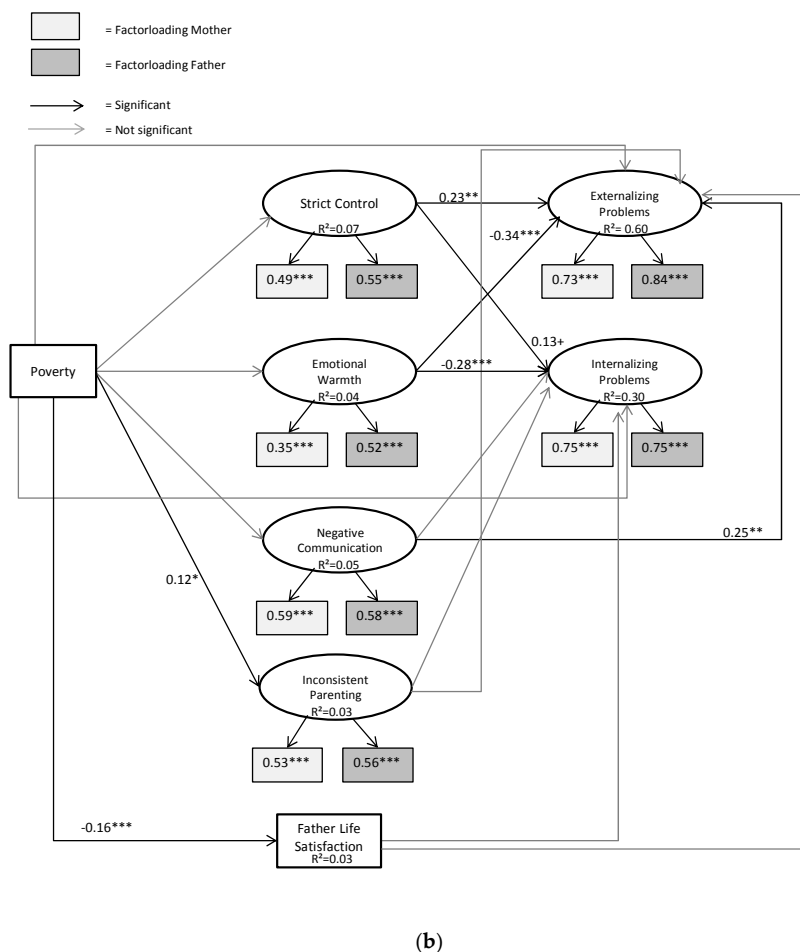 = Factorloading Mother
= Factorloading Father
= Significant
= Not significant
Strict Control
R²=0.07
0.49***
0.55***
0.23**
-0.34***
Externalizing
Problems
R²= 0.60
0.73***
0.84***
Poverty
Emotional
Warmth
R²=0.04
0.35***
0.52***
0.13+
-0.28***
Internalizing
Problems
R²=0.30
0.75***
0.75***
Negative
Communication
R²=0.05
0.59***
0.58***
0.25**
0.12*
Inconsistent
Parenting
R²=0.03
0.53***
0.56***
-0.16***
Father Life
Satisfaction
R²=0.03
(b)